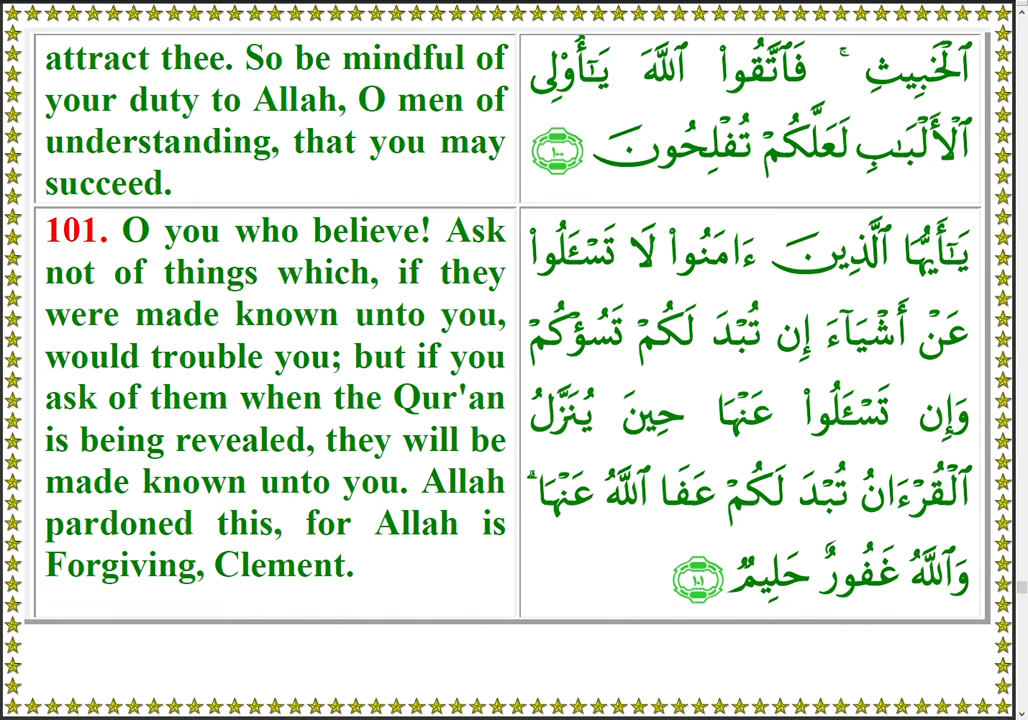 attract thee. So be mindful of
your duty to Allah, O men of
understanding, that you may
succeed.
ٱلْخَبِيثِ ۚ فَٱتَّقُوا۟ ٱللَّهَ يَـٰٓأُو۟لِى
ٱلْأَلْبَـٰبِ لَعَلَّكُمْ تُفْلِحُونَ ١٠٠
101. O you who believe! Ask
not of things which, if they
were made known unto you,
would trouble you; but if you
ask of them when the Qur'an
is being revealed, they will be
made known unto you. Allah
pardoned this, for Allah is
Forgiving, Clement.
يَـٰٓأَيُّهَا ٱلَّذِينَ ءَامَنُوا۟ لَا تَسْـَٔلُوا۟
عَنْ أَشْيَآءَ إِن تُبْدَ لَكُمْ تَسُؤْكُمْ
وَإِن تَسْـَٔلُوا۟ عَنْهَا حِينَ يُنَزَّلُ
ٱلْقُرْءَانُ تُبْدَ لَكُمْ عَفَا ٱللَّهُ عَنْهَا ۗ
وَٱللَّهُ غَفُورٌ حَلِيمٌ ١٠١